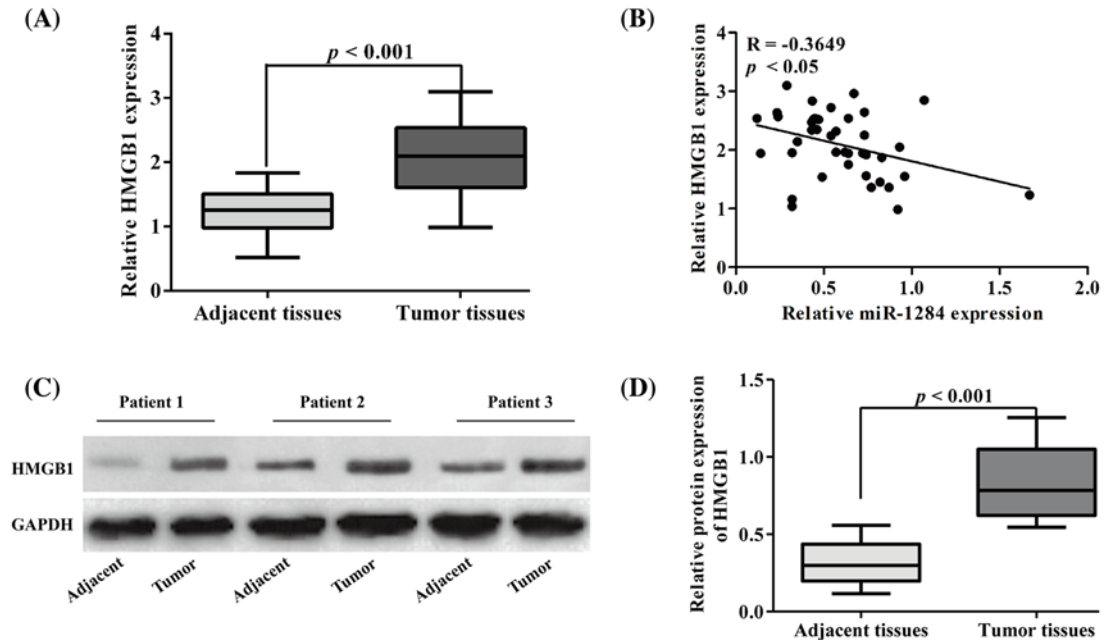 (A)
Relative HMGB1 expression
4
3
2
1
0
p < 0.001
Adjacent tissues
Tumor tissues
(B)
Relative HMGB1 expression
4
3
2
1
0
R = -0.3649
p < 0.05
0.0
0.5
1.0
1.5
2.0
Relative miR-1284 expression
(C)
Patient 1
Patient 2
Patient 3
HMGB1
GAPDH
Adjacent
Tumor
Adjacent
Tumor
Adjacent
Tumor
(D)
Relative protein expression
of HMGB1
1.5
1.0
0.5
0.0
p < 0.001
Adjacent tissues
Tumor tissues